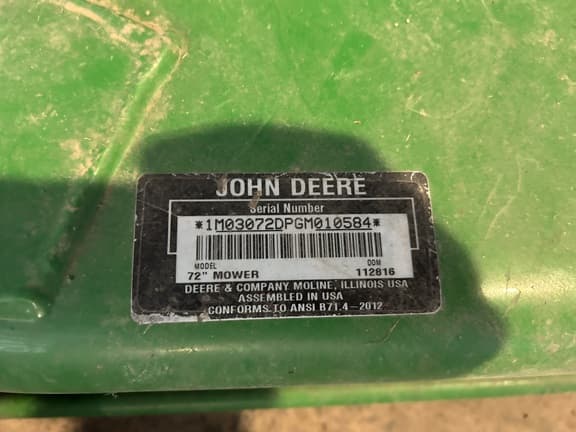 JOHN DEERE
Serial Number
*1M03072DPGM010584*
MODEL DOM
72" MOWER 112816
DEERE & COMPANY MOLINE, ILLINOIS USA
ASSEMBLED IN USA
CONFORMS TO ANSI B71.4-2012